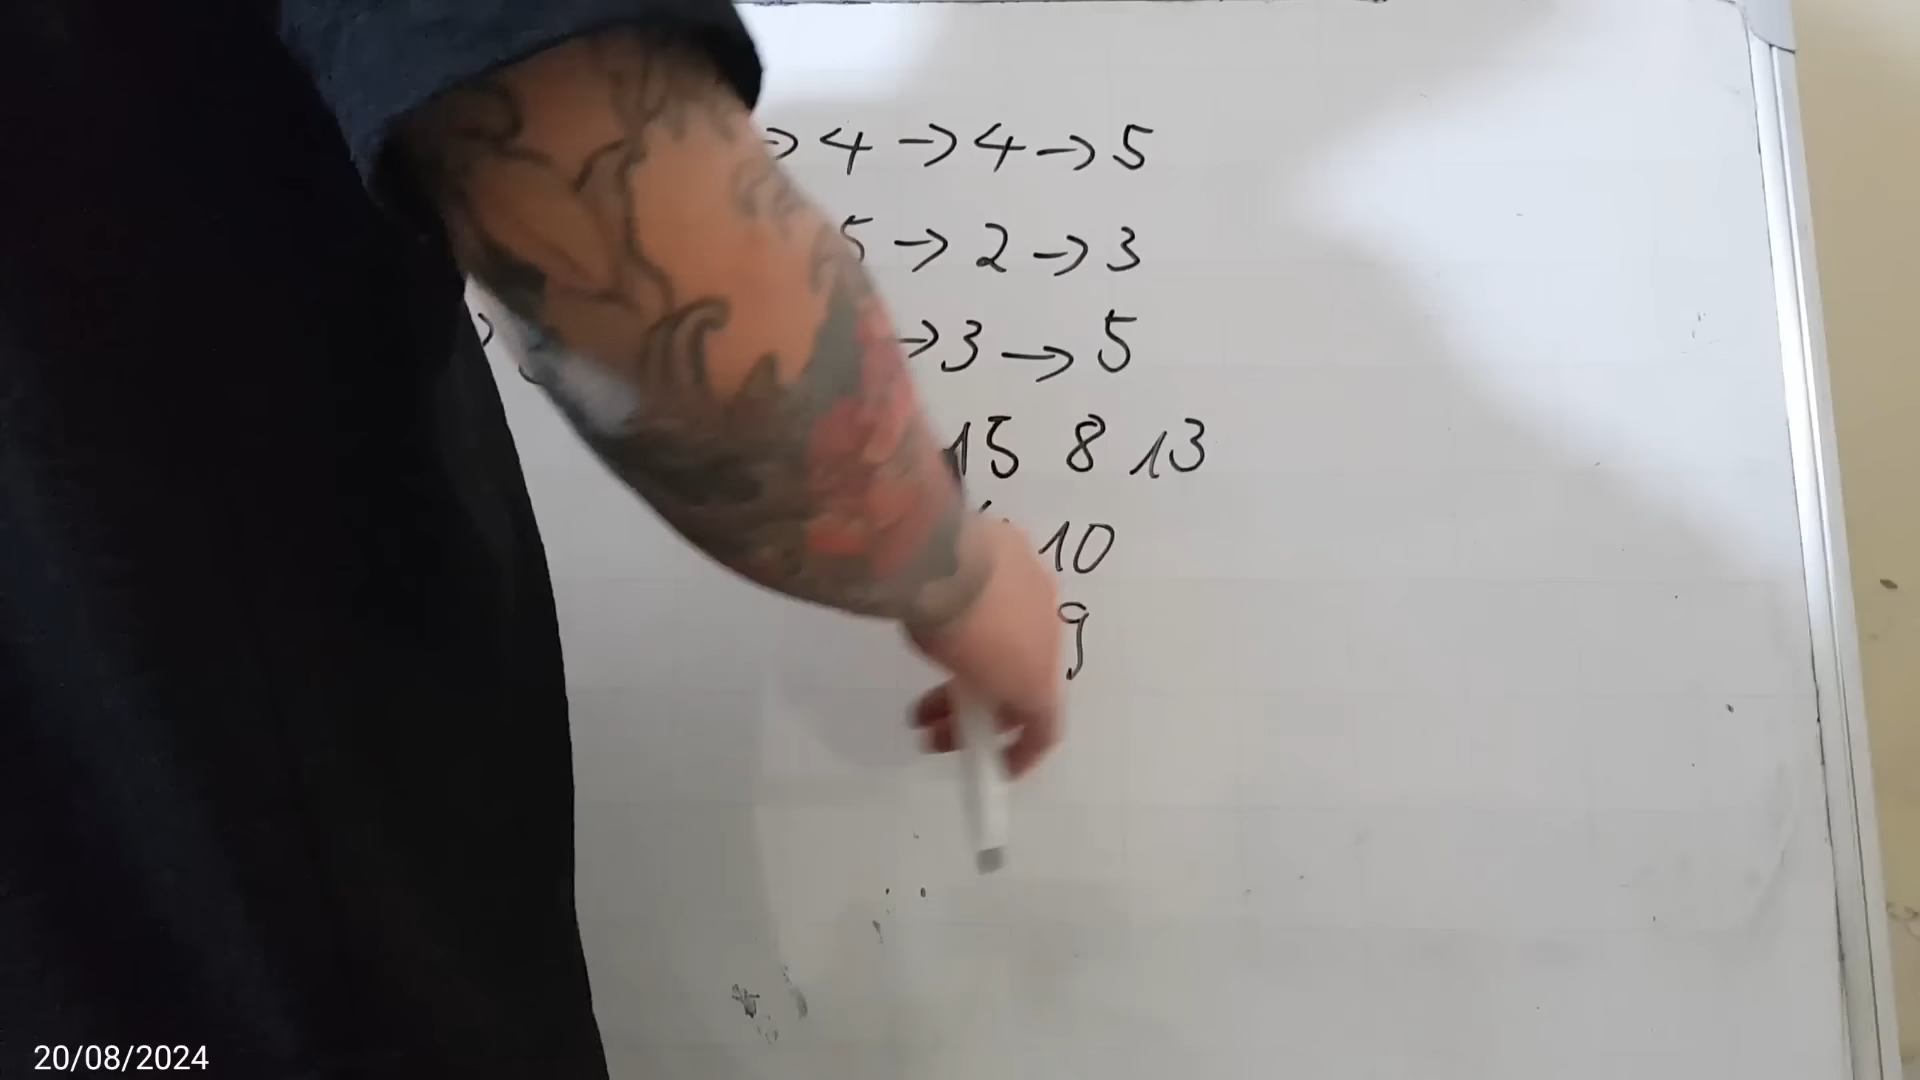 → 4 → 4 → 5
5 → 2 → 3
→ 3 → 5
15 8 13
10
9
20/08/2024